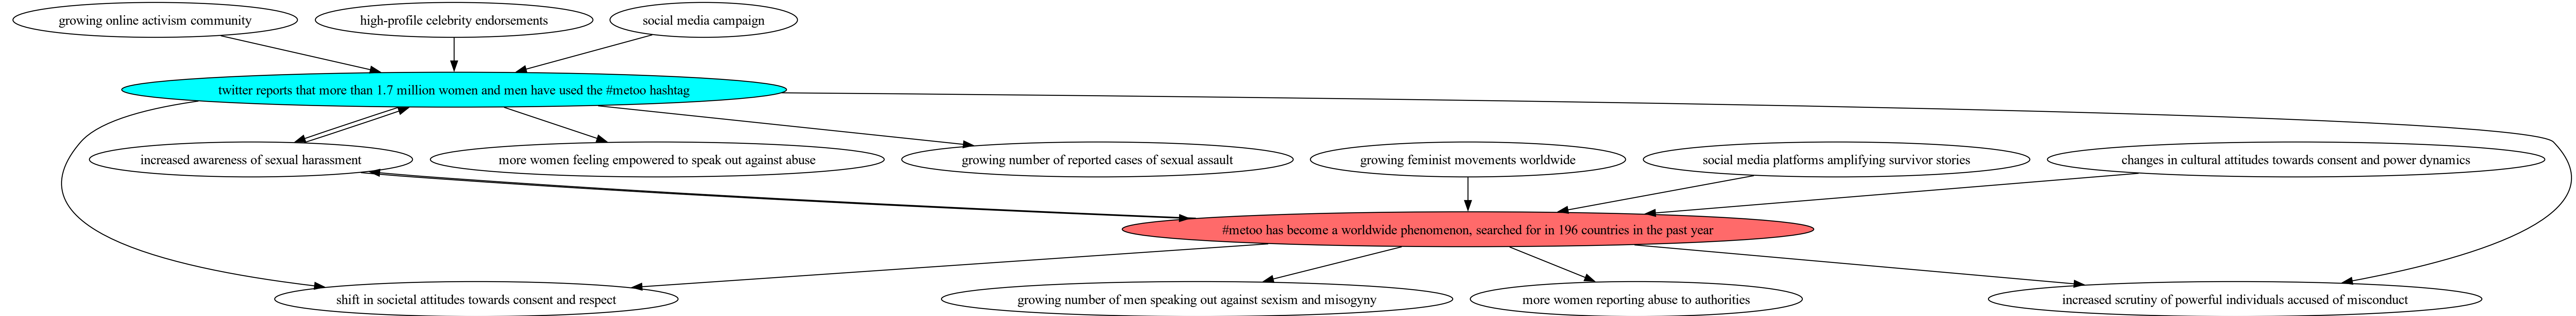 growing online activism community
high-profile celebrity endorsements
social media campaign
twitter reports that more than 1.7 million women and men have used the #metoo hashtag
increased awareness of sexual harassment
more women feeling empowered to speak out against abuse
growing number of reported cases of sexual assault
growing feminist movements worldwide
social media platforms amplifying survivor stories
changes in cultural attitudes towards consent and power dynamics
#metoo has become a worldwide phenomenon, searched for in 196 countries in the past year
shift in societal attitudes towards consent and respect
growing number of men speaking out against sexism and misogyny
more women reporting abuse to authorities
increased scrutiny of powerful individuals accused of misconduct